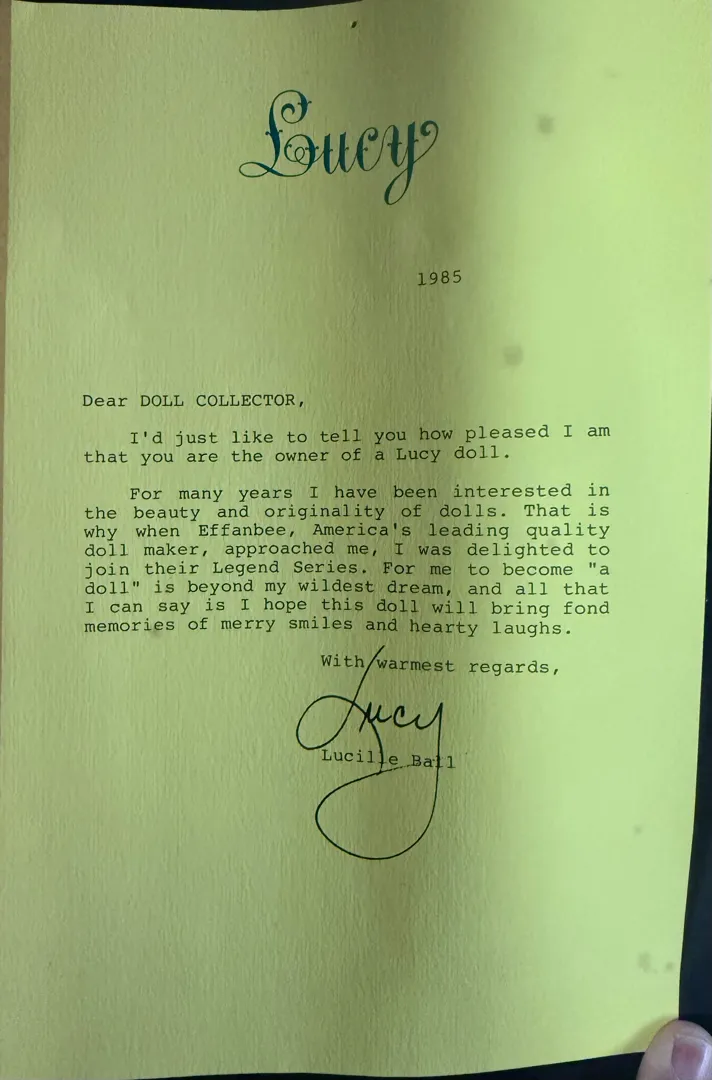 Lucy
1985
Dear DOLL COLLECTOR,
I'd just like to tell you how pleased I am
that you are the owner of a Lucy doll.
For many years I have been interested in
the beauty and originality of dolls. That is
why when Effanbee, America's leading quality
doll maker, approached me, I was delighted to
join their Legend Series. For me to become "a
doll" is beyond my wildest dream, and all that
I can say is I hope this doll will bring fond
memories of merry smiles and hearty laughs.
With warmest regards,
Lucy
Lucille Ball